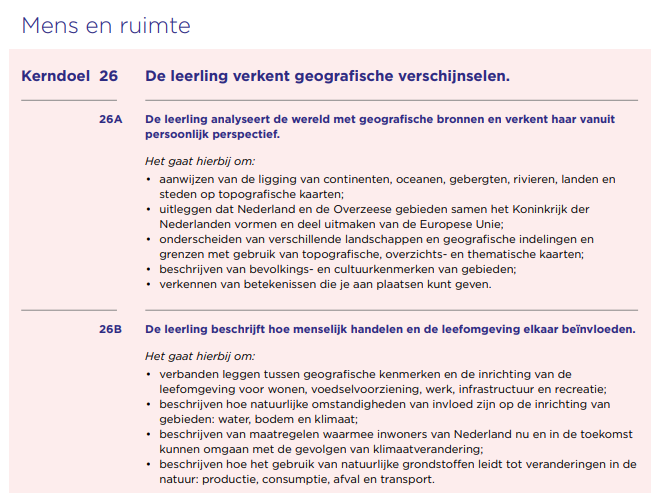 Mens en ruimte
Kerndoel 26 De leerling verkent geografische verschijnselen.
26A De leerling analyseert de wereld met geografische bronnen en verkent haar vanuit
persoonlijk perspectief.
Het gaat hierbij om:
• aanwijzen van de ligging van continenten, oceanen, gebergten, rivieren, landen en
steden op topografische kaarten;
• uitleggen dat Nederland en de Overzeese gebieden samen het Koninkrijk der
Nederlanden vormen en deel uitmaken van de Europese Unie;
• onderscheiden van verschillende landschappen en geografische indelingen en
grenzen met gebruik van topografische, overzichts- en thematische kaarten;
• beschrijven van bevolkings- en cultuurkenmerken van gebieden;
• verkennen van betekenissen die je aan plaatsen kunt geven.
26B De leerling beschrijft hoe menselijk handelen en de leefomgeving elkaar beïnvloeden.
Het gaat hierbij om:
• verbanden leggen tussen geografische kenmerken en de inrichting van de
leefomgeving voor wonen, voedselvoorziening, werk, infrastructuur en recreatie;
• beschrijven hoe natuurlijke omstandigheden van invloed zijn op de inrichting van
gebieden: water, bodem en klimaat;
• beschrijven van maatregelen waarmee inwoners van Nederland nu en in de toekomst
kunnen omgaan met de gevolgen van klimaatverandering;
• beschrijven hoe het gebruik van natuurlijke grondstoffen leidt tot veranderingen in de
natuur: productie, consumptie, afval en transport.